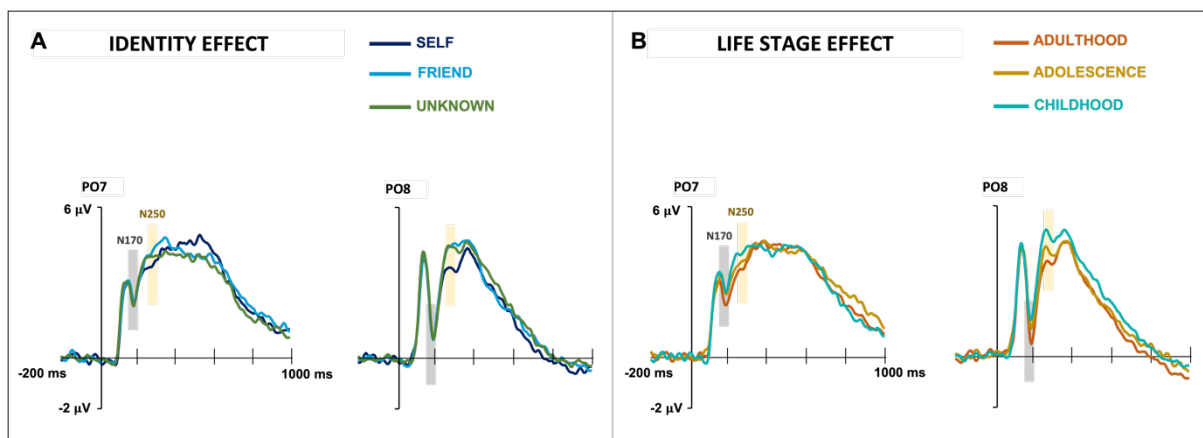 A
IDENTITY EFFECT
SELF
FRIEND
UNKNOWN
PO7
6 µV
N250
N170
-200 ms
1000 ms
-2 µV
PO8
B
LIFE STAGE EFFECT
ADULTHOOD
ADOLESCENCE
CHILDHOOD
PO7
6 µV
N250
N170
-200 ms
1000 ms
-2 µV
PO8